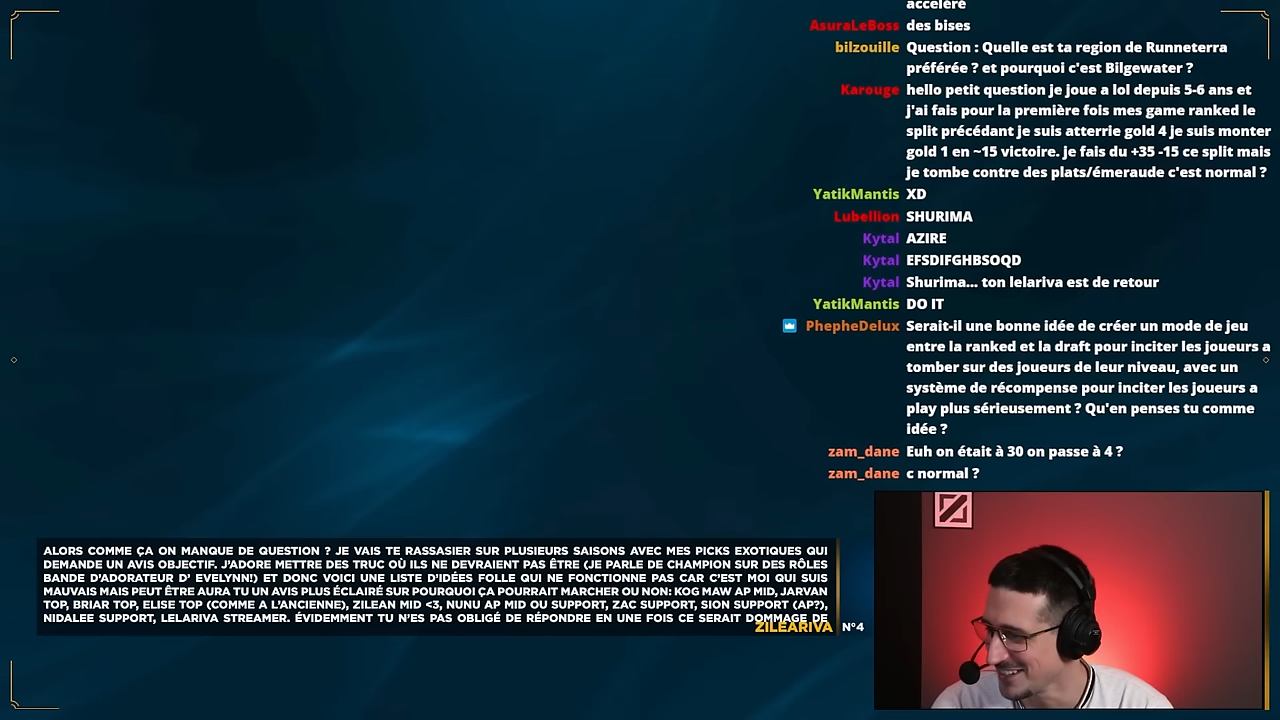 accéléré
AsuraLeBoss des bises
bilzouille Question : Quelle est ta region de Runneterra
préférée ? et pourquoi c'est Bilgewater ?
Karouge hello petit question je joue a lol depuis 5-6 ans et
j'ai fais pour la première fois mes game ranked le
split précédant je suis atterrie gold 4 je suis monter
gold 1 en ~15 victoire. je fais du +35 -15 ce split mais
je tombe contre des plats/émeraude c'est normal ?
YatikMantis XD
Lubellion SHURIMA
Kytal AZIRE
Kytal EFSDIFGHBSOQD
Kytal Shurima... ton lelariva est de retour
YatikMantis DO IT
PhepheDelux Serait-il une bonne idée de créer un mode de jeu
entre la ranked et la draft pour inciter les joueurs a
tomber sur des joueurs de leur niveau, avec un
système de récompense pour inciter les joueurs a
play plus sérieusement ? Qu'en penses tu comme
idée ?
zam_dane Euh on était à 30 on passe à 4 ?
zam_dane c normal ?
ALORS COMME ÇA ON MANQUE DE QUESTION ? JE VAIS TE RASSASIER SUR PLUSIEURS SAISONS AVEC MES PICKS EXOTIQUES QUI
DEMANDE UN AVIS OBJECTIF. J'ADORE METTRE DES TRUC OÙ ILS NE DEVRAIENT PAS ÊTRE (JE PARLE DE CHAMPION SUR DES RÔLES
BANDE D'ADORATEUR D' EVELYNN!) ET DONC VOICI UNE LISTE D'IDÉES FOLLE QUI NE FONCTIONNE PAS CAR C'EST MOI QUI SUIS
MAUVAIS MAIS PEUT ÊTRE AURA TU UN AVIS PLUS ÉCLAIRÉ SUR POURQUOI ÇA POURRAIT MARCHER OU NON: KOG MAW AP MID, JARVAN
TOP, BRIAR TOP, ELISE TOP (COMME A L'ANCIENNE), ZILEAN MID <3, NUNU AP MID OU SUPPORT, ZAC SUPPORT, SION SUPPORT (AP?),
NIDALEE SUPPORT, LELARIVA STREAMER. ÉVIDEMMENT TU N'ES PAS OBLIGÉ DE RÉPONDRE EN UNE FOIS CE SERAIT DOMMAGE DE
ZILEARIVA N°4